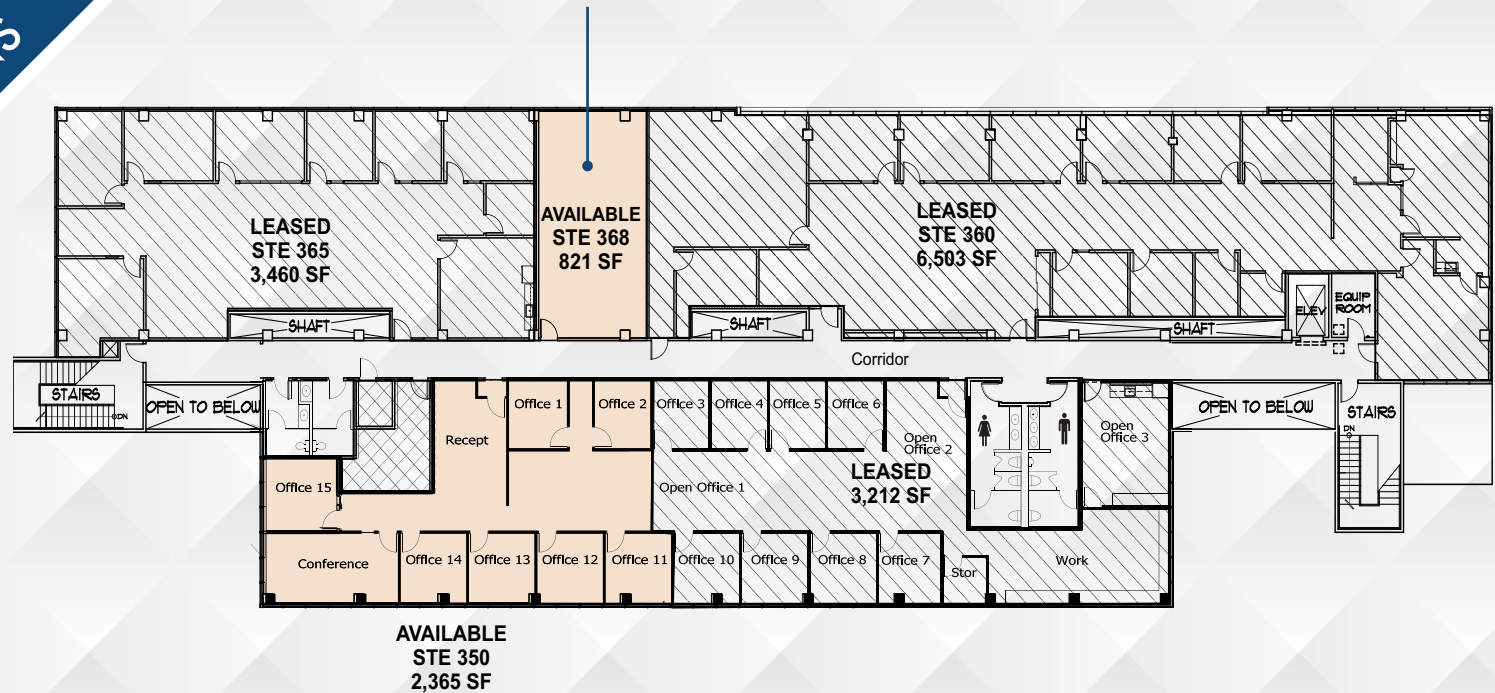 LEASED
STE 365
3,460 SF
AVAILABLE
STE 368
821 SF
LEASED
STE 360
6,503 SF
SHAFT
SHAFT
SHAFT
ELEV
EQUIP
ROOM
Corridor
STAIRS
DN
OPEN TO BELOW
OPEN TO BELOW
STAIRS
DN
Office 1
Office 2
Office 3
Office 4
Office 5
Office 6
Recept
Open
Office 2
Open
Office 3
LEASED
3,212 SF
Open Office 1
Office 15
Conference
Office 14
Office 13
Office 12
Office 11
Office 10
Office 9
Office 8
Office 7
Stor
Work
AVAILABLE
STE 350
2,365 SF